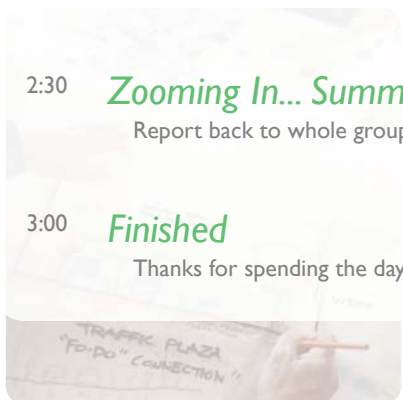 2:30 Zooming In... Summ
Report back to whole group
3:00 Finished
Thanks for spending the day
TRAFFIC PLAZA
"FO-DO" CONNECTION"